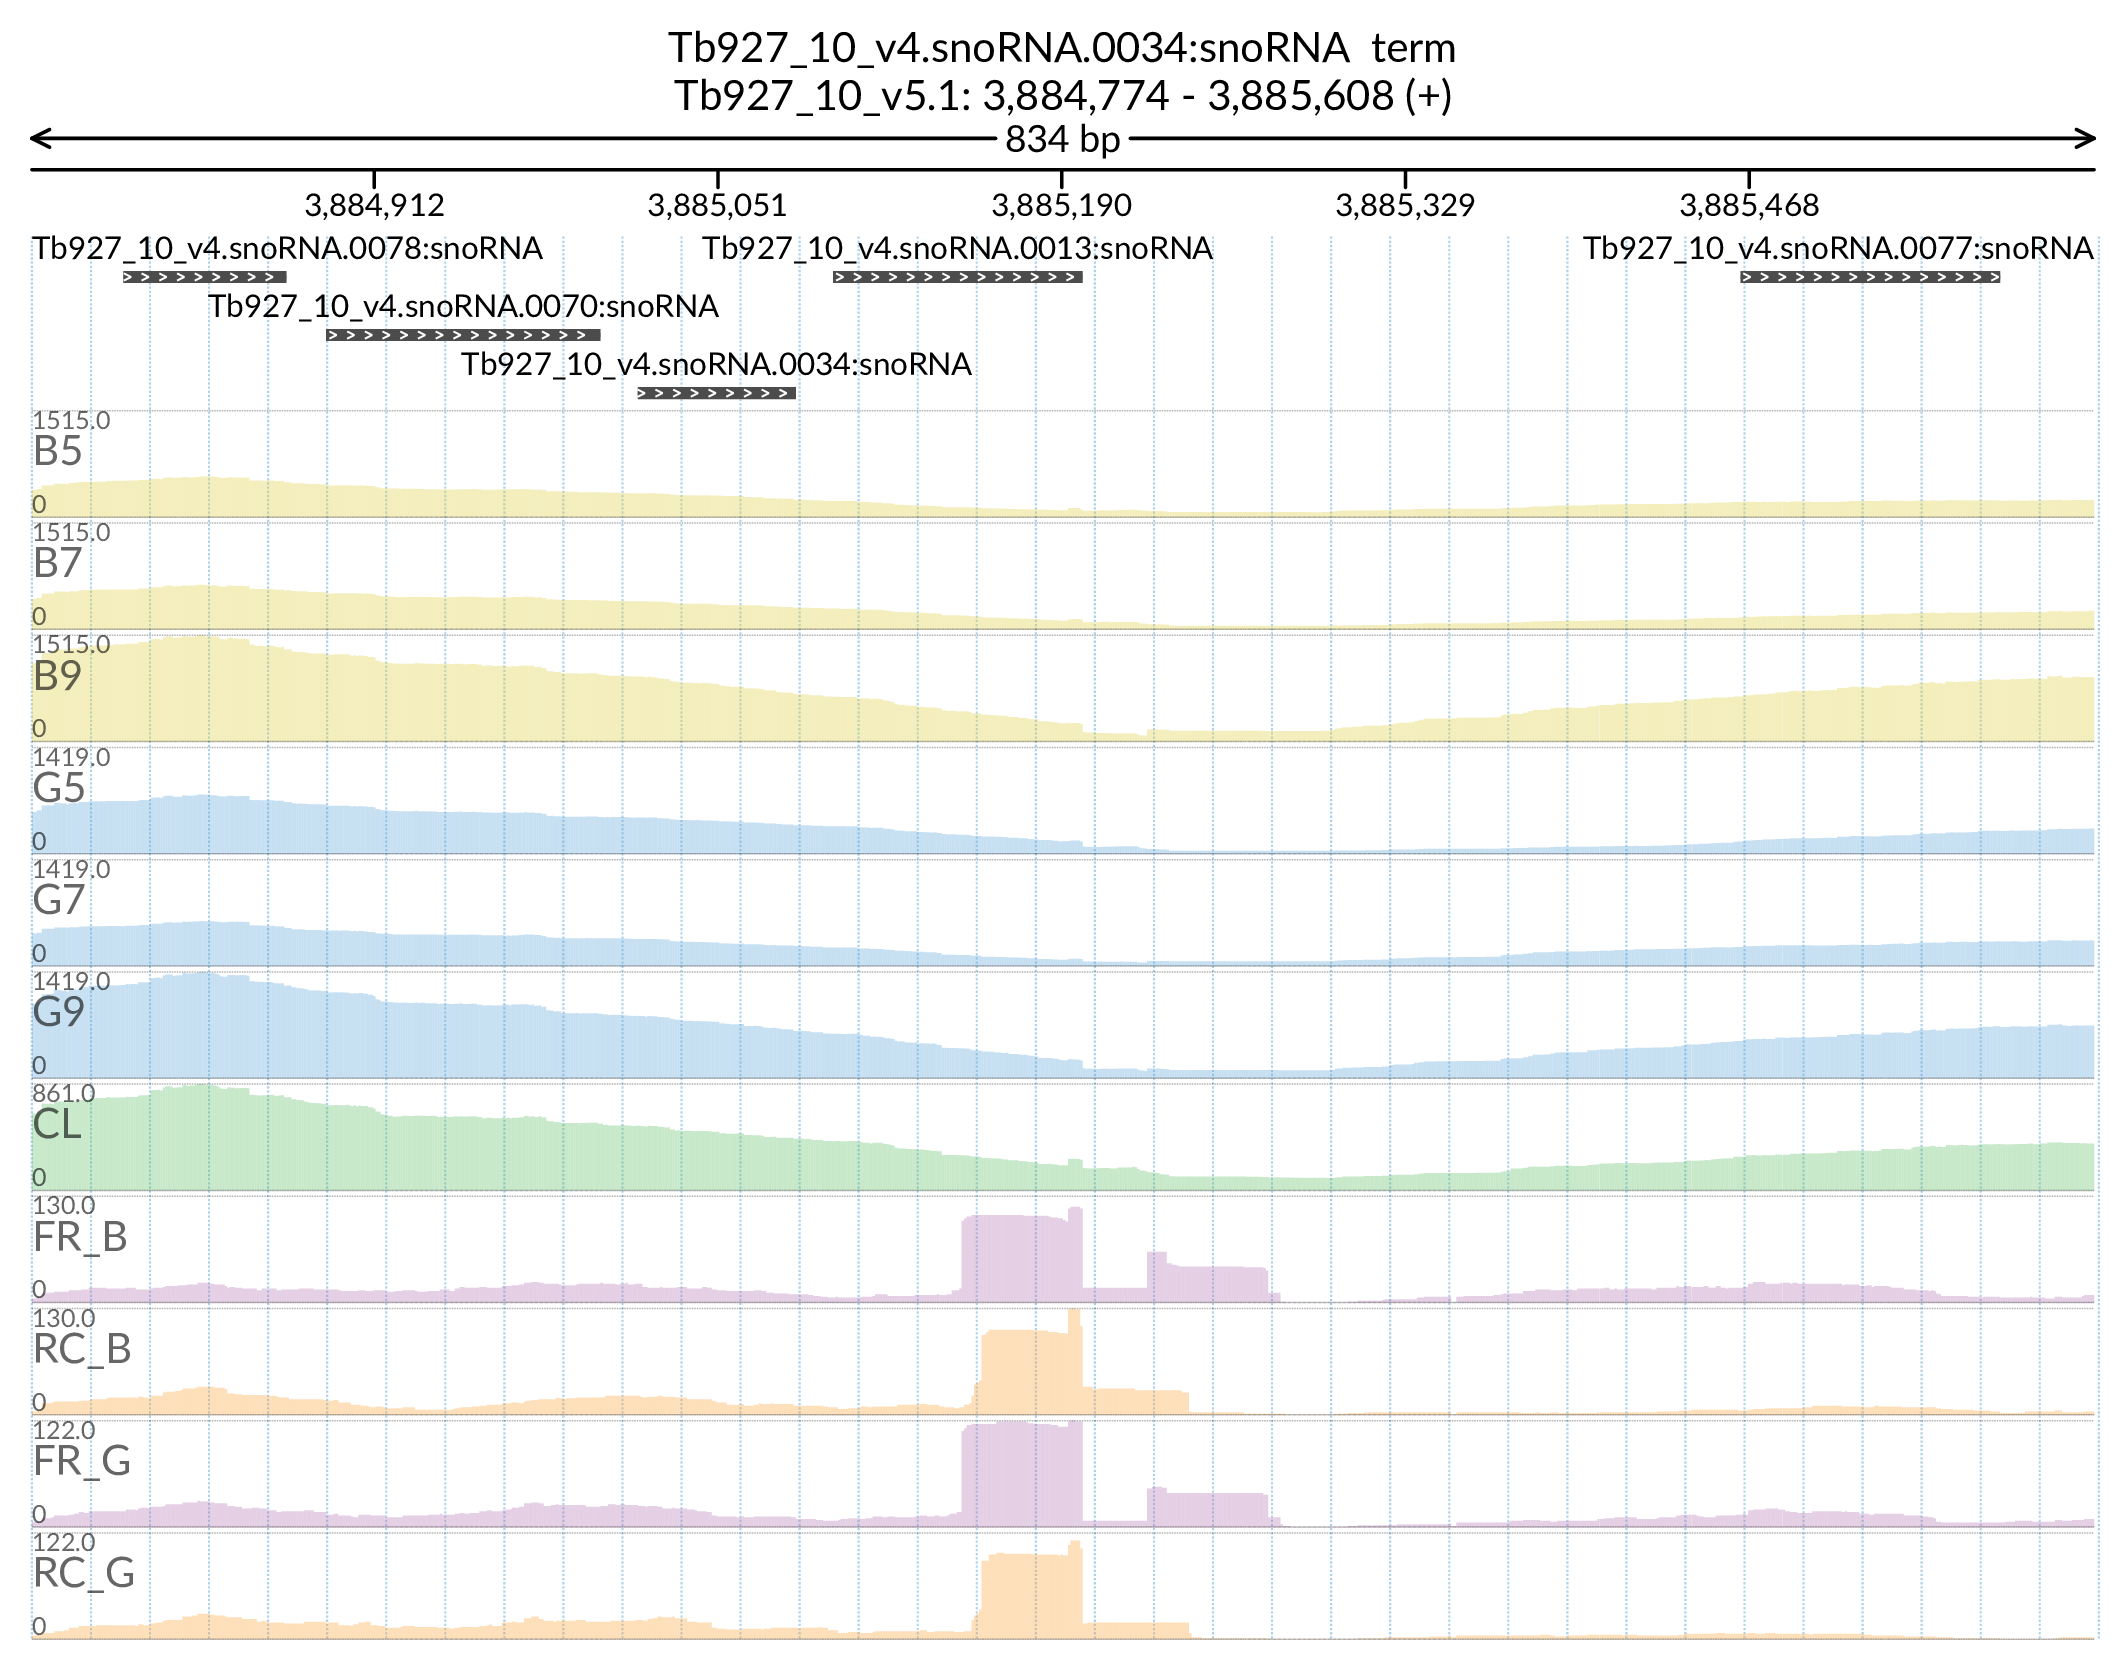 Tb927_10_v4.snoRNA.0034:snoRNA  term
Tb927_10_v5.1: 3,884,774 - 3,885,608 (+)
834 bp
3,884,912 3,885,051 3,885,190 3,885,329 3,885,468
Tb927_10_v4.snoRNA.0078:snoRNA Tb927_10_v4.snoRNA.0013:snoRNA Tb927_10_v4.snoRNA.0077:snoRNA
Tb927_10_v4.snoRNA.0070:snoRNA
Tb927_10_v4.snoRNA.0034:snoRNA
1515.0
B5
0
1515.0
B7
0
1515.0
B9
0
1419.0
G5
0
1419.0
G7
0
1419.0
G9
0
861.0
CL
0
130.0
FR_B
0
130.0
RC_B
0
122.0
FR_G
0
122.0
RC_G
0